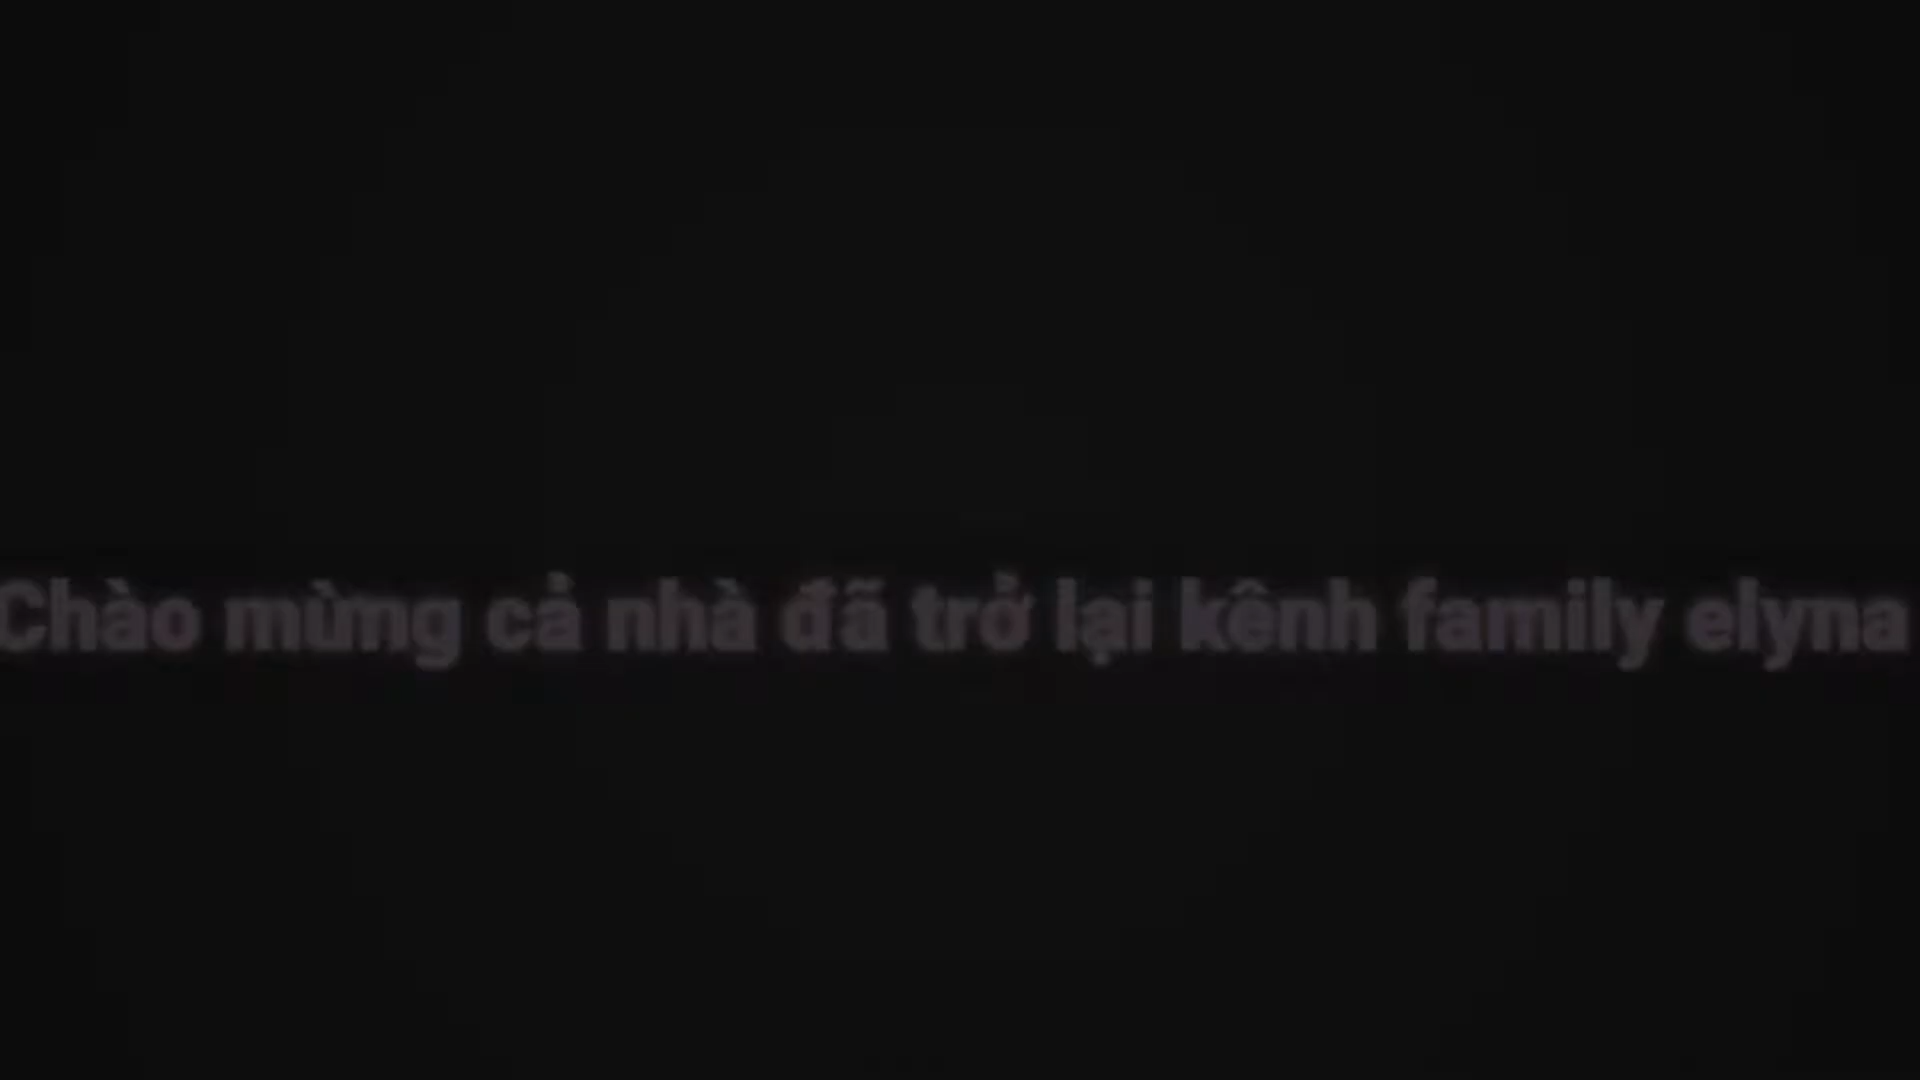 Chào mừng cả nhà đã trở lại kênh family elyna